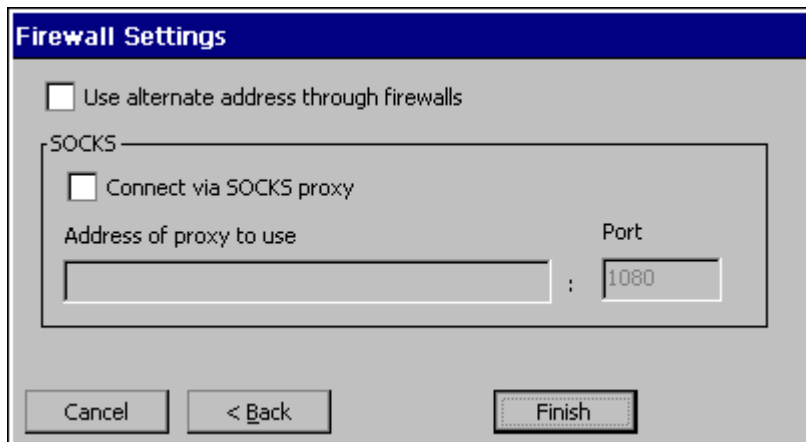 Firewall Settings
Use alternate address through firewalls
SOCKS
Connect via SOCKS proxy
Address of proxy to use
Port
:
1080
Cancel
< Back
Finish